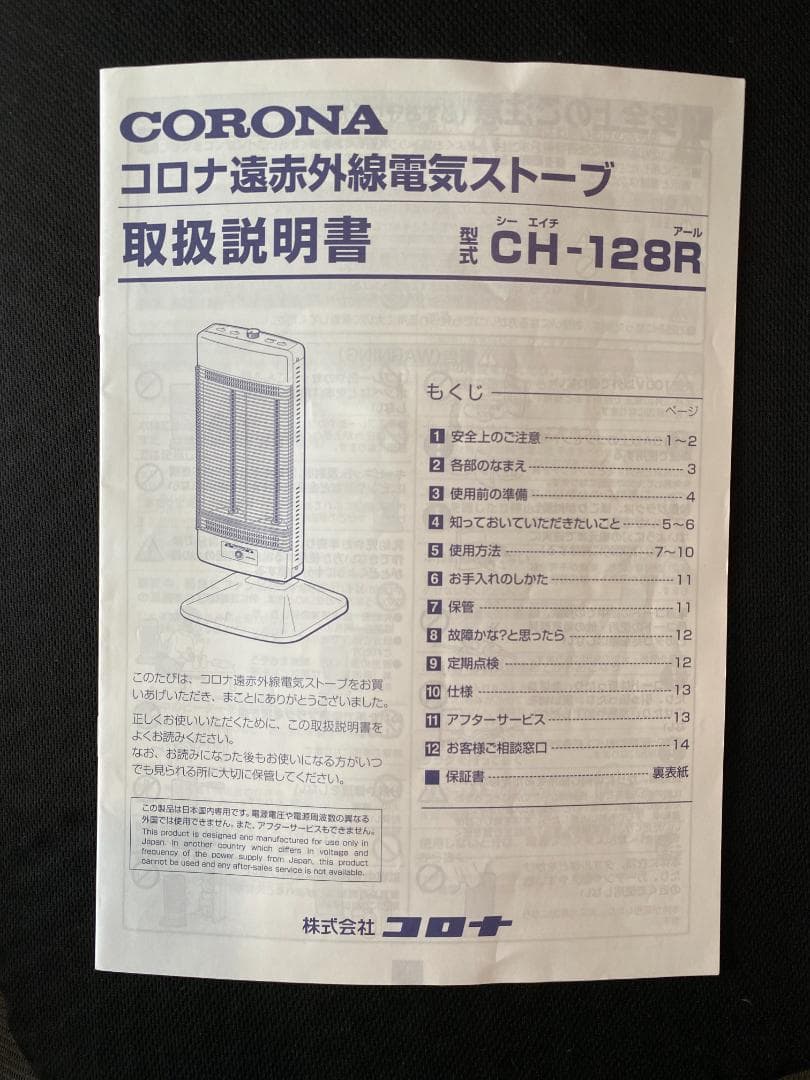 CORONA
コロナ遠赤外線電気ストーブ
取扱説明書
型式 CH-128R
シー エイチ アール
もくじ
ページ
1 安全上のご注意 1～2
2 各部のなまえ 3
3 使用前の準備 4
4 知っておいていただきたいこと 5～6
5 使用方法 7～10
6 お手入れのしかた 11
7 保管 11
8 故障かな?と思ったら 12
9 定期点検 12
10 仕様 13
11 アフターサービス 13
12 お客様ご相談窓口 14
■ 保証書 裏表紙
このたびは、コロナ遠赤外線電気ストーブをお買
いあげいただき、まことにありがとうございました。
正しくお使いいただくために、この取扱説明書を
よくお読みください。
なお、お読みになった後もお使いになる方がいつ
でも見られる所に大切に保管してください。
この製品は日本国内専用です。電源電圧や電源周波数の異なる
外国では使用できません。また、アフターサービスもできません。
This product is designed and manufactured for use only in
Japan. In another country which differs in voltage and
frequency of the power supply from Japan, this product
cannot be used and any after-sales service is not available.
株式会社 コロナ